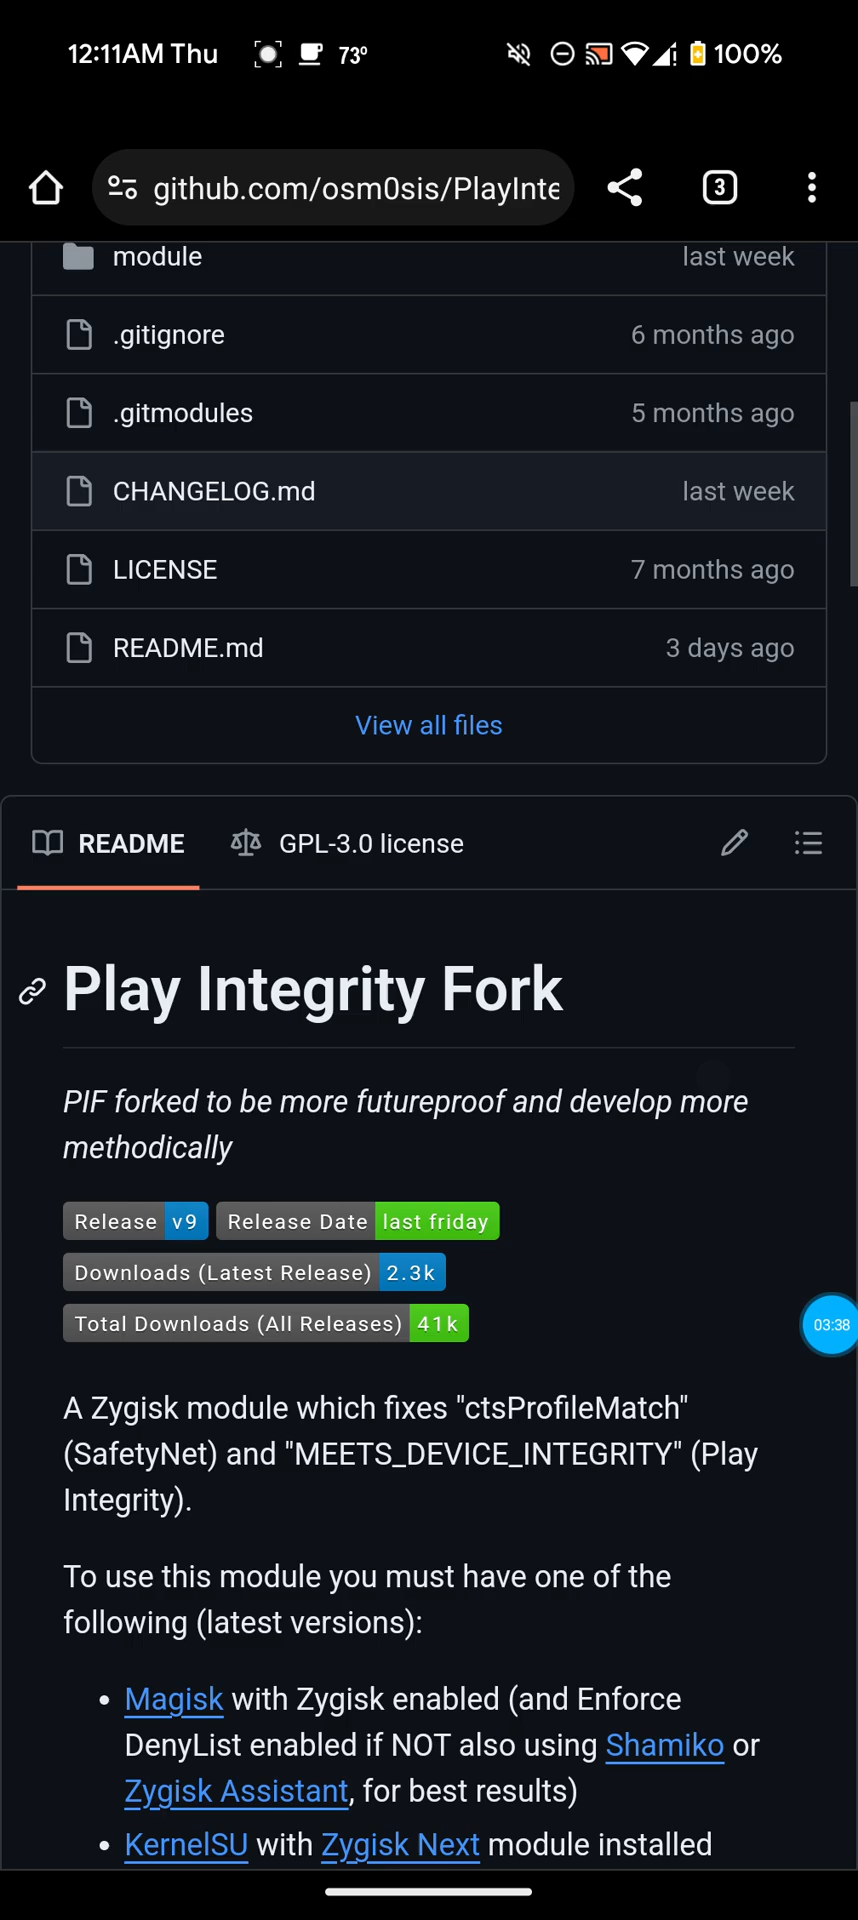 12:11AM Thu 73° 100%
github.com/osm0sis/PlayInte 3
module last week
.gitignore 6 months ago
.gitmodules 5 months ago
CHANGELOG.md last week
LICENSE 7 months ago
README.md 3 days ago
View all files
README GPL-3.0 license
Play Integrity Fork
PIF forked to be more futureproof and develop more
methodically
Release v9 Release Date last friday
Downloads (Latest Release) 2.3k
Total Downloads (All Releases) 41k
03:38
A Zygisk module which fixes "ctsProfileMatch"
(SafetyNet) and "MEETS_DEVICE_INTEGRITY" (Play
Integrity).
To use this module you must have one of the
following (latest versions):
• Magisk with Zygisk enabled (and Enforce
DenyList enabled if NOT also using Shamiko or
Zygisk Assistant, for best results)
• KernelSU with Zygisk Next module installed